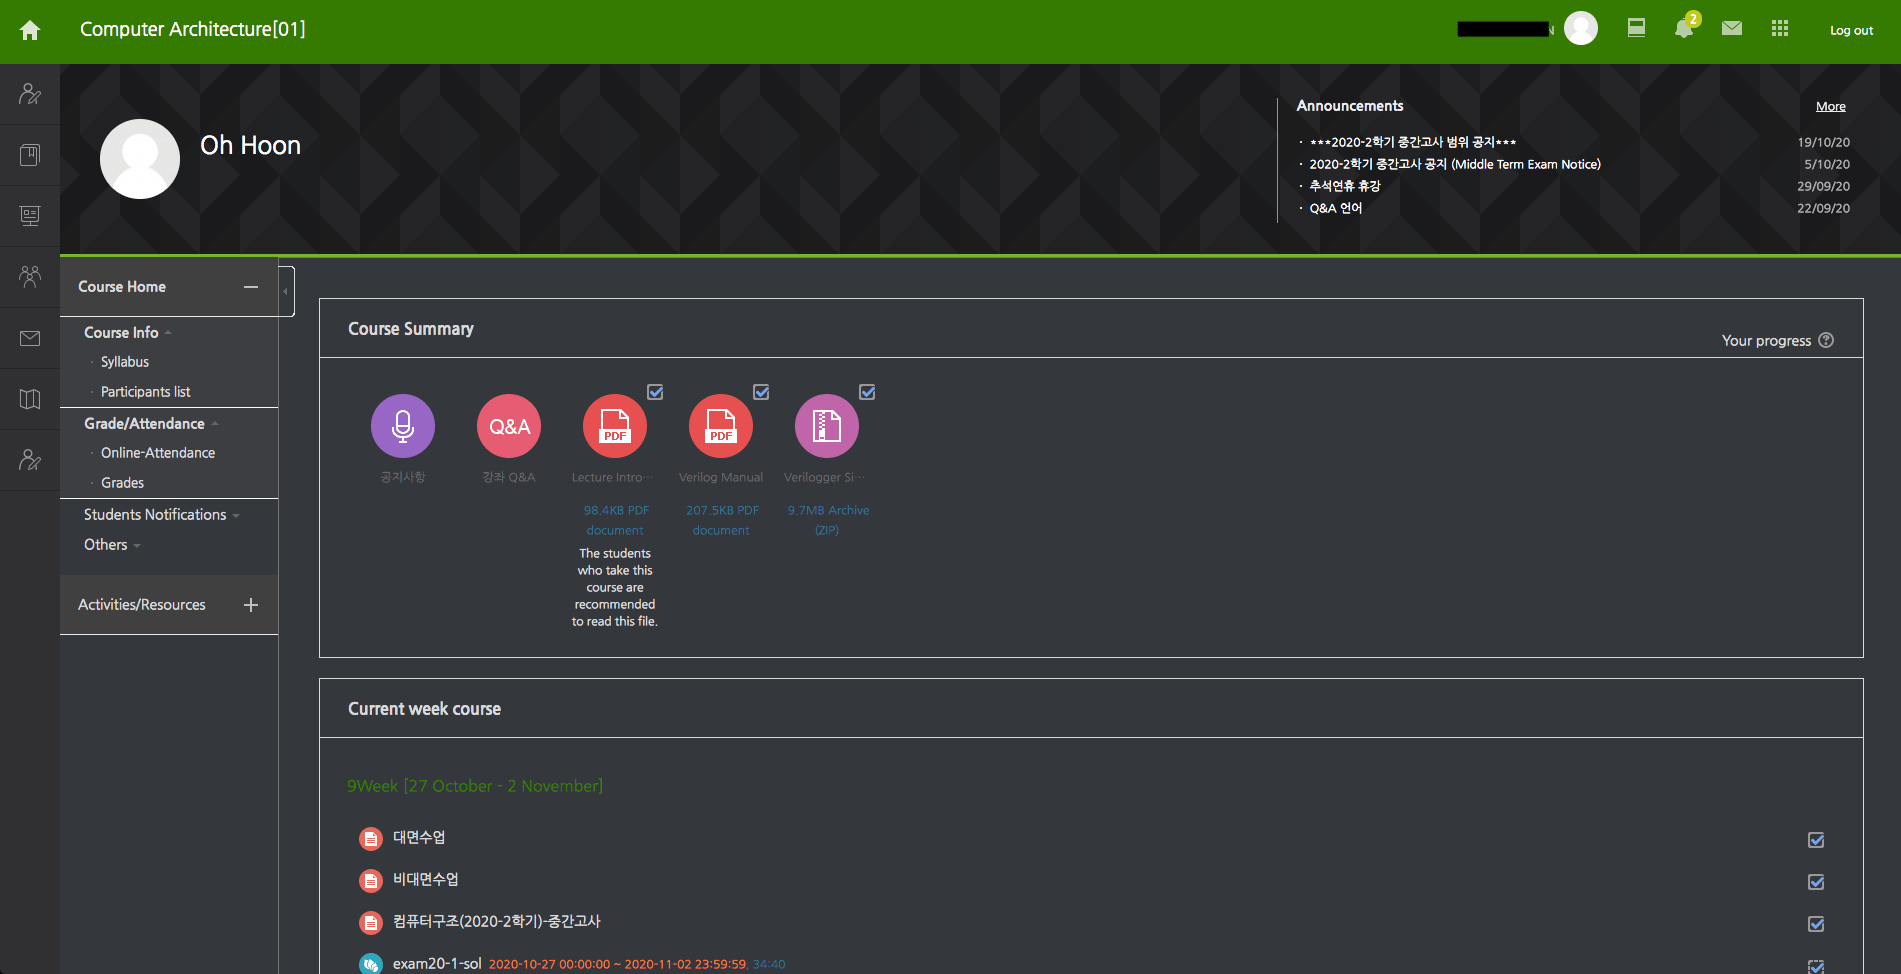 Computer Architecture[01]
2
Log out
Oh Hoon
Announcements
More
· ***2020-2학기 중간고사 범위 공지***
19/10/20
· 2020-2학기 중간고사 공지 (Middle Term Exam Notice)
5/10/20
· 추석연휴 휴강
29/09/20
· Q&A 언어
22/09/20
Course Home
Course Info
· Syllabus
· Participants list
Grade/Attendance
· Online-Attendance
· Grades
Students Notifications
Others
Activities/Resources
Course Summary
Your progress
Q&A
PDF
PDF
공지사항
강좌 Q&A
Lecture Intro…
Verilog Manual
Verilogger Si…
98.4KB PDF
document
207.5KB PDF
document
9.7MB Archive
(ZIP)
The students
who take this
course are
recommended
to read this file.
Current week course
9Week [27 October - 2 November]
대면수업
비대면수업
컴퓨터구조(2020-2학기)-중간고사
exam20-1-sol 2020-10-27 00:00:00 ~ 2020-11-02 23:59:59, 34:40